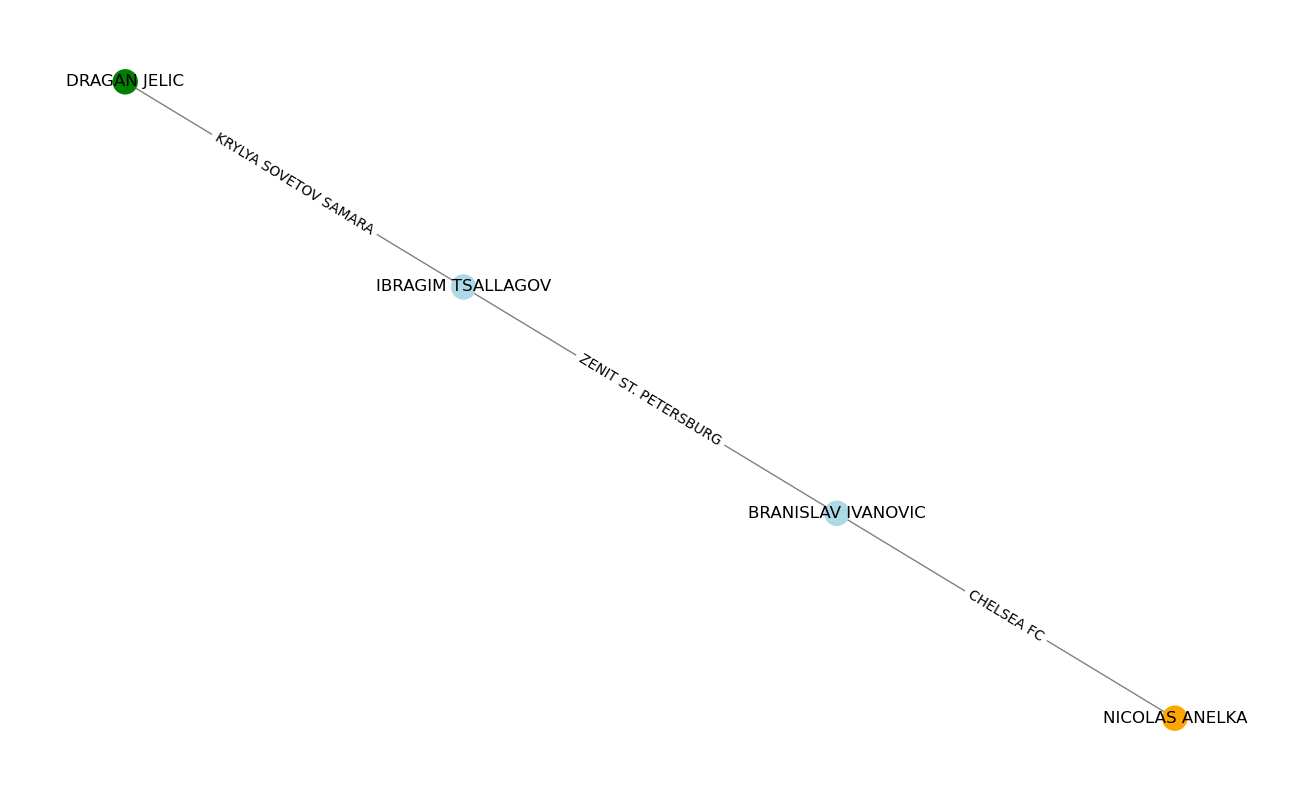 DRAGAN JELIC
KRYLYA SOVETOV SAMARA
IBRAGIM TSALLAGOV
ZENIT ST. PETERSBURG
BRANISLAV IVANOVIC
CHELSEA FC
NICOLAS ANELKA